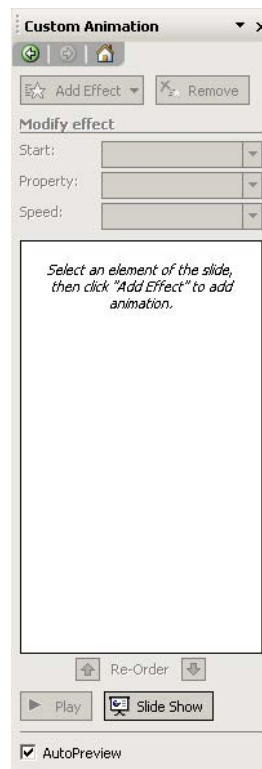 Custom Animation
Add Effect
Remove
Modify effect
Start:
Property:
Speed:
Select an element of the slide,
then click "Add Effect" to add
animation.
Re-Order
Play
Slide Show
AutoPreview